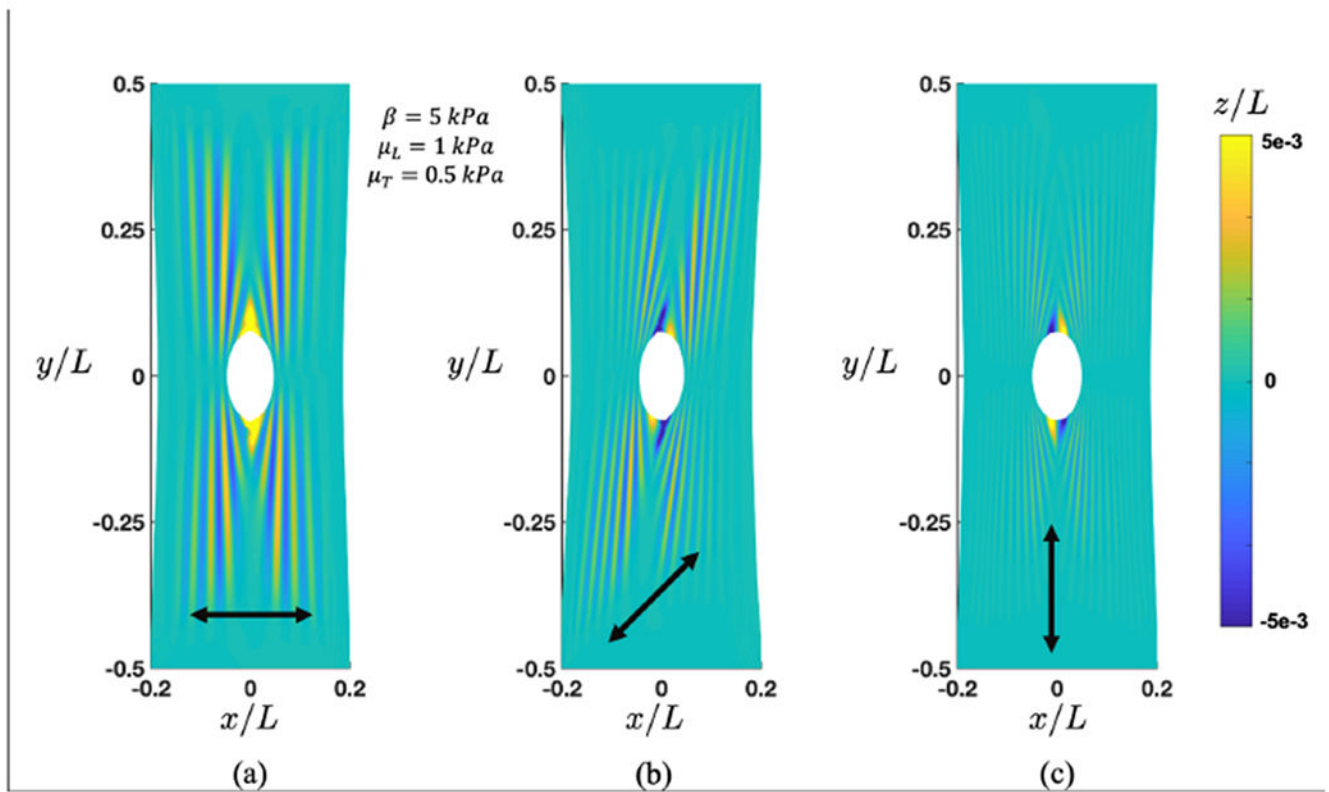 β = 5 kPa
μ_L = 1 kPa
μ_T = 0.5 kPa
z/L
5e-3
0
-5e-3
y/L
0.5
0.25
0
-0.25
-0.5
-0.2 0 0.2
x/L
(a)
y/L
0.5
0.25
0
-0.25
-0.5
-0.2 0 0.2
x/L
(b)
y/L
0.5
0.25
0
-0.25
-0.5
-0.2 0 0.2
x/L
(c)